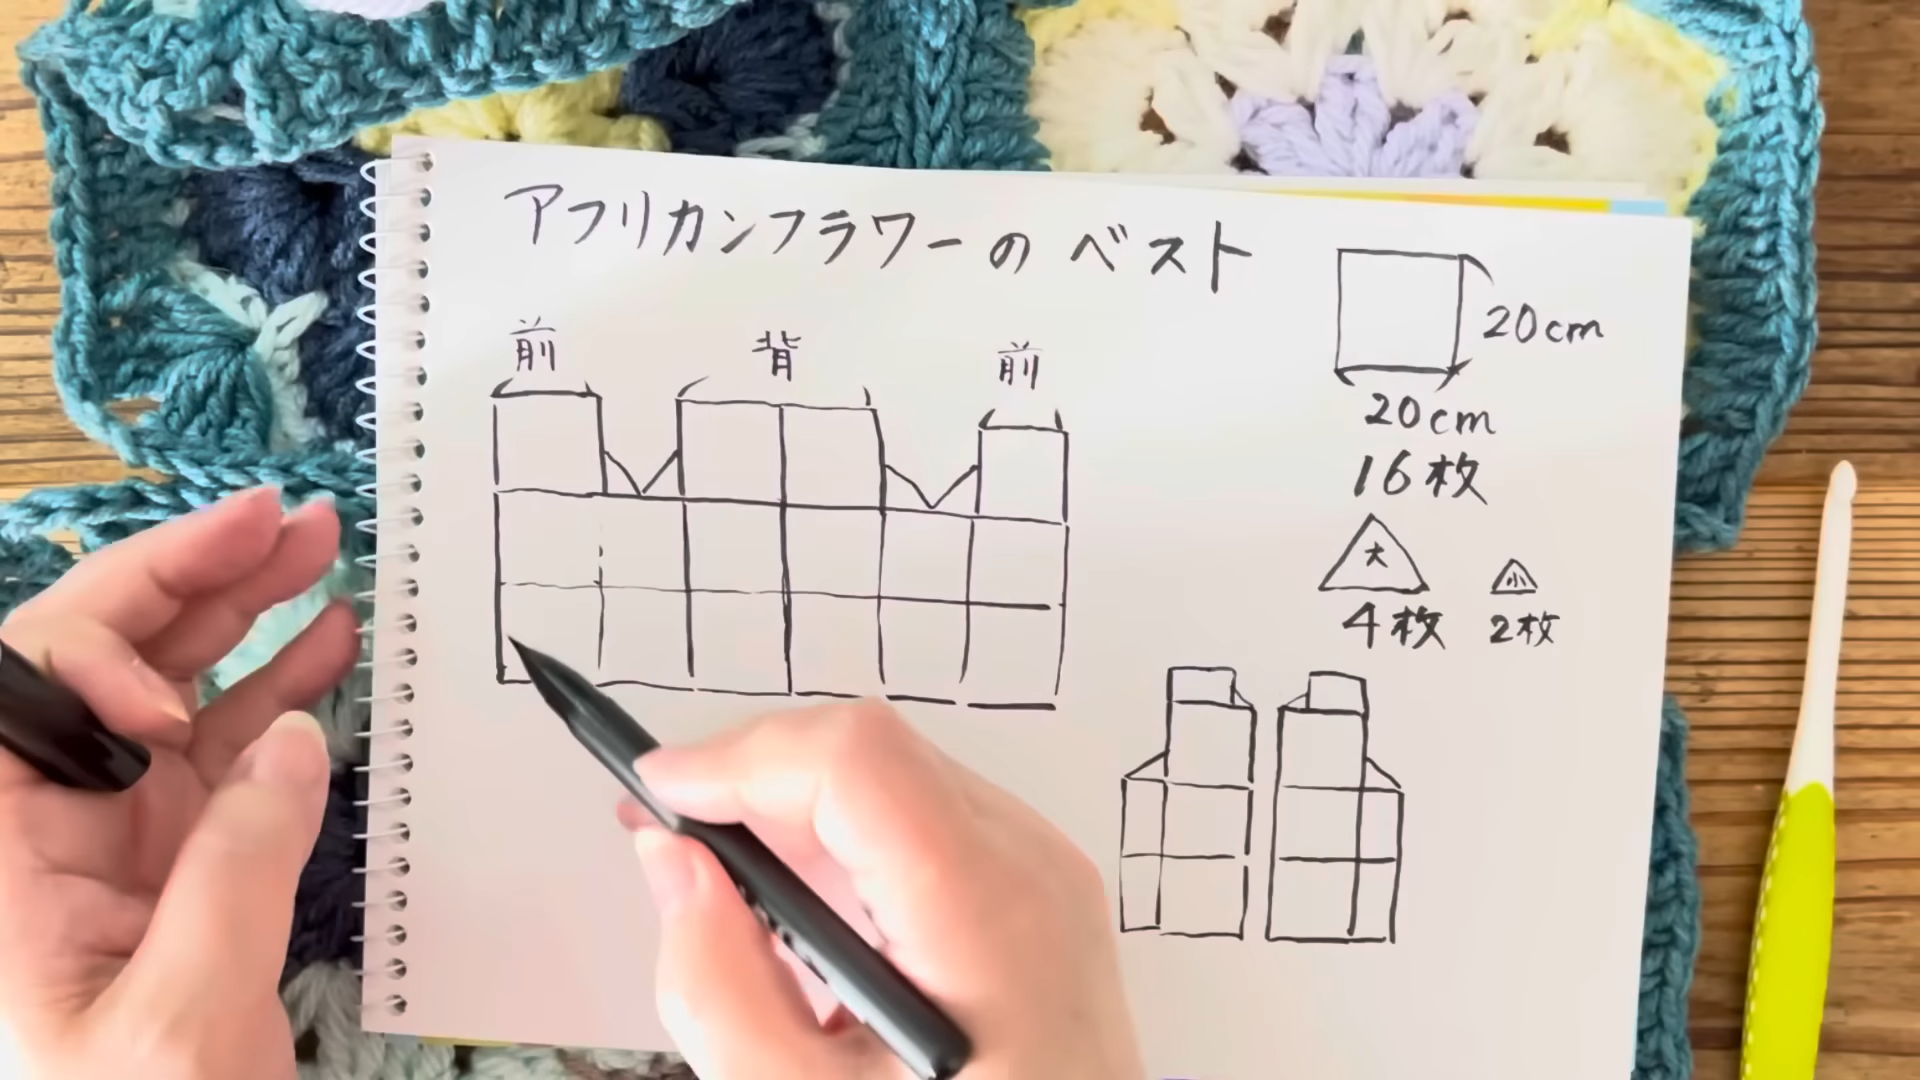 アフリカンフラワーの ベスト
前 背 前
20cm
20cm
16枚
大 小
4枚 2枚